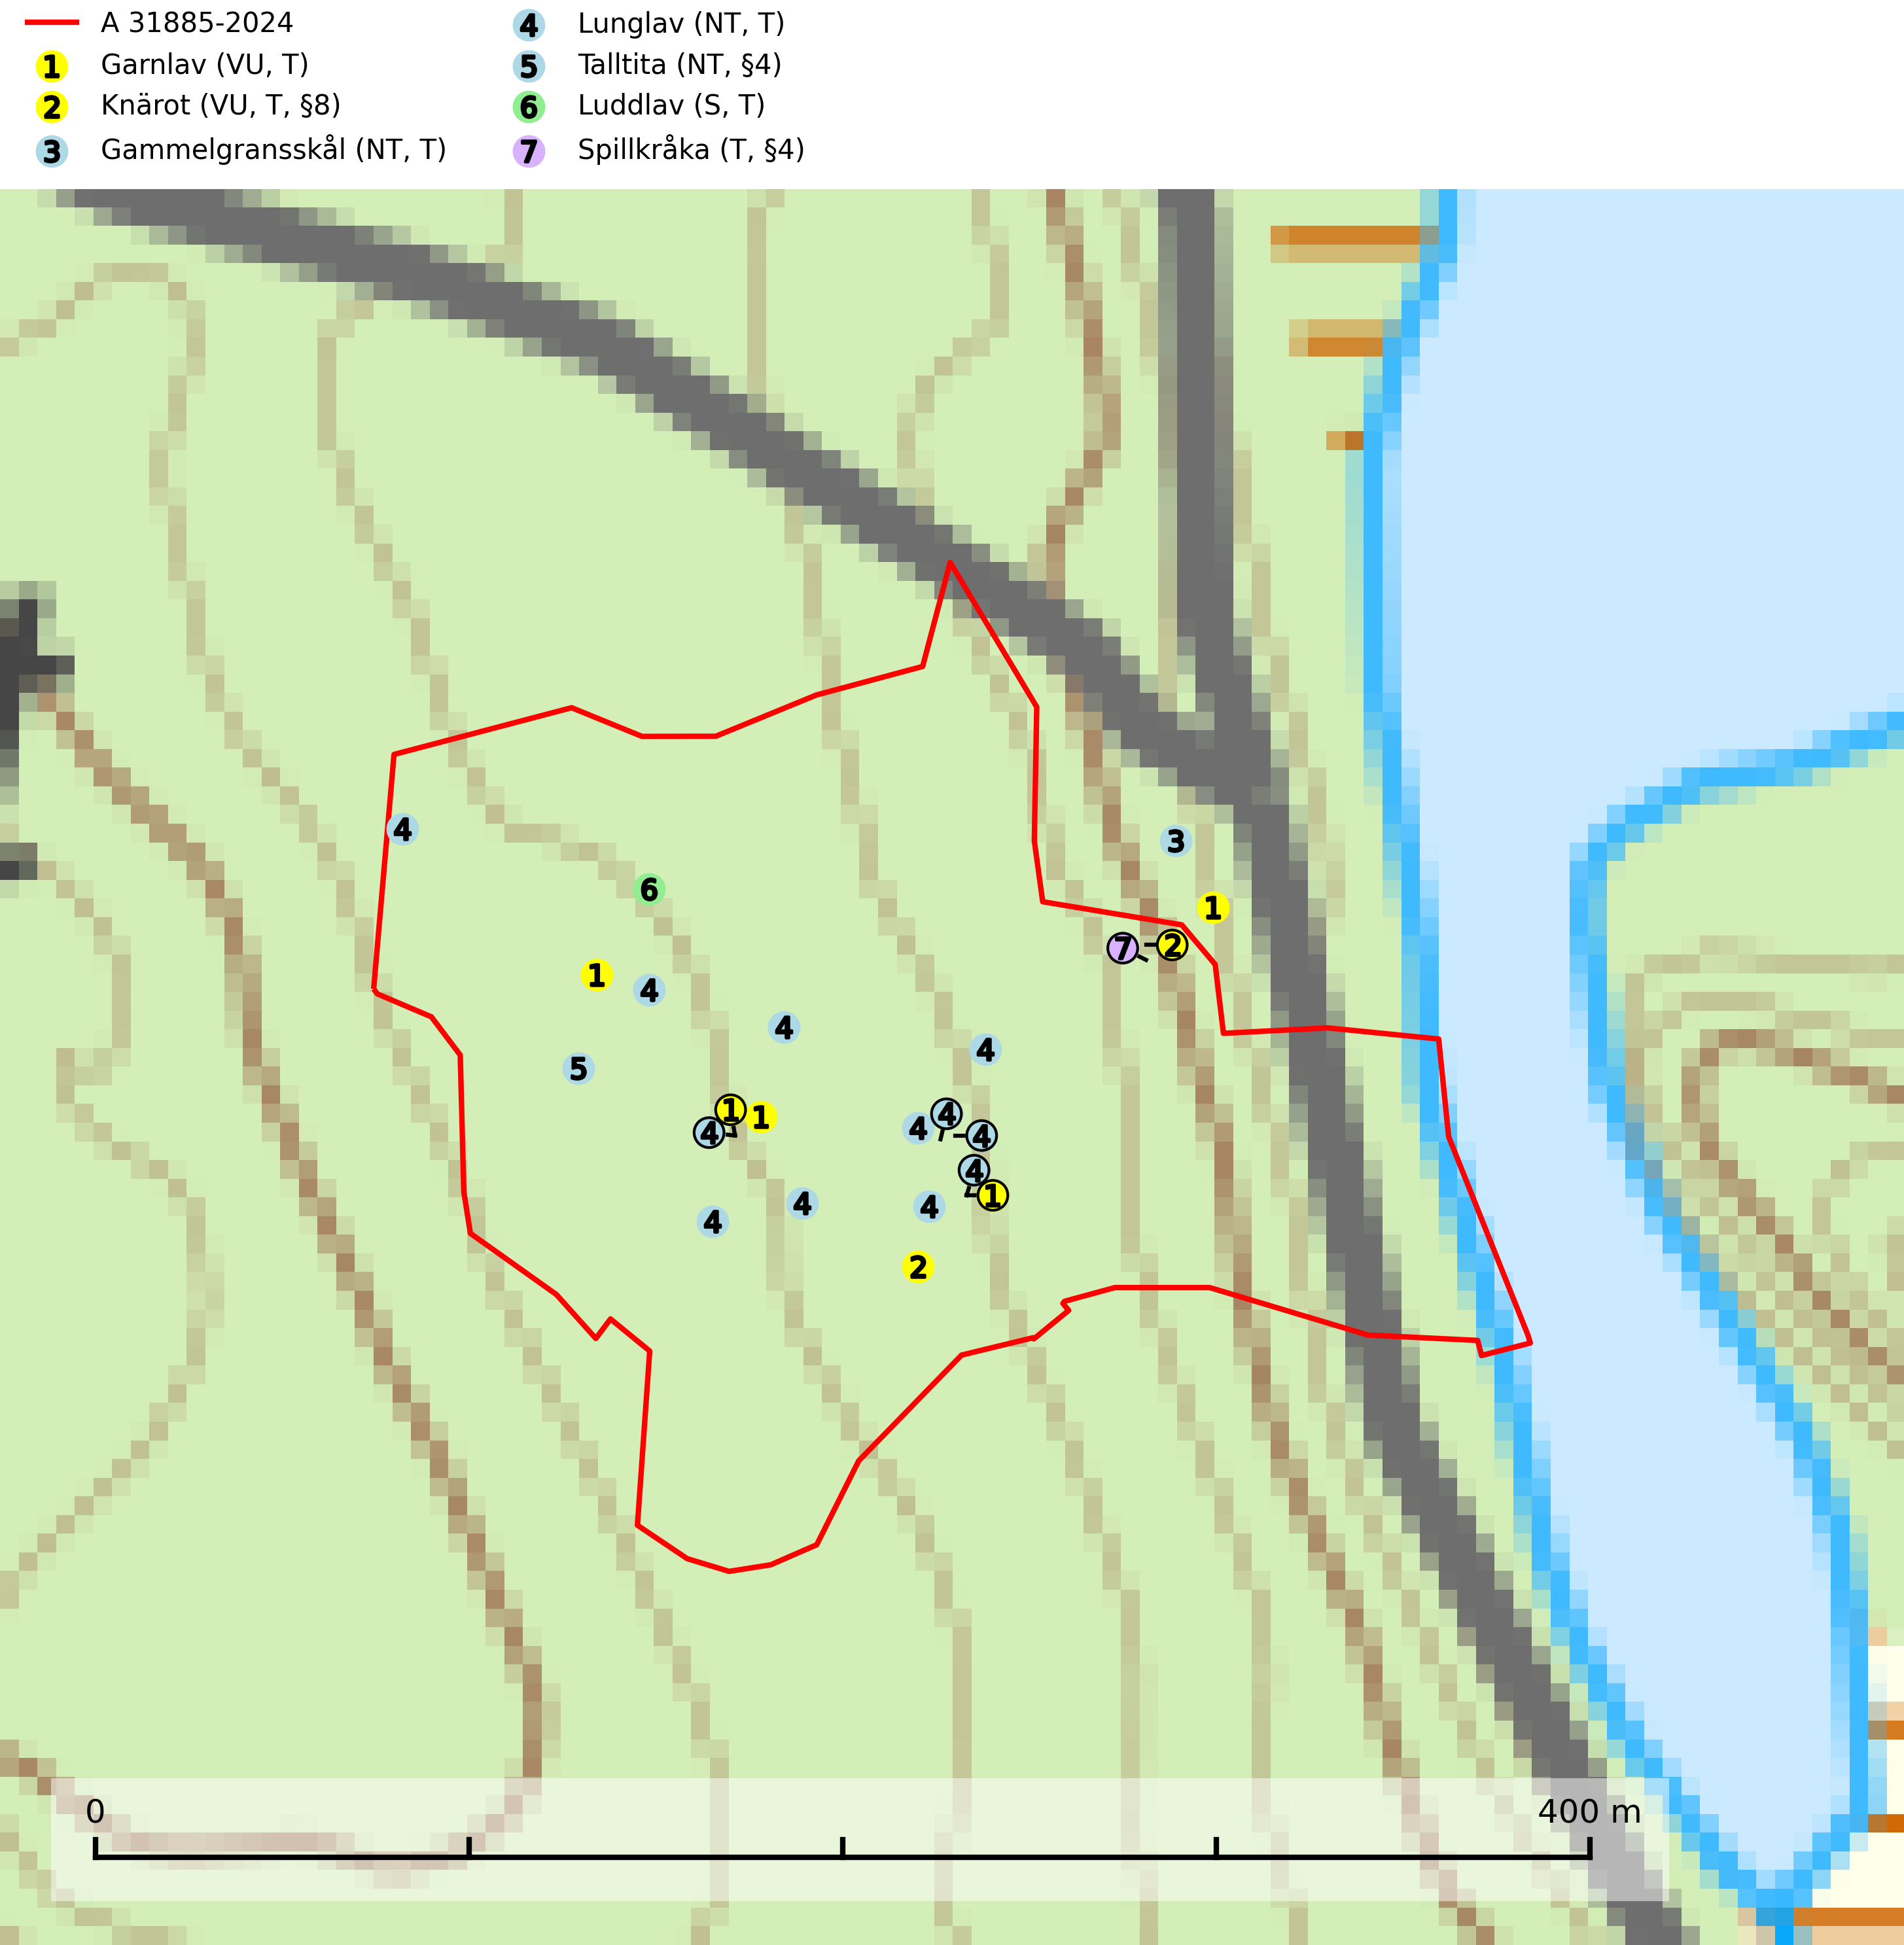 A 31885-2024
1 Garnlav (VU, T)
2 Knärot (VU, T, §8)
3 Gammelgransskål (NT, T)
4 Lunglav (NT, T)
5 Talltita (NT, §4)
6 Luddlav (S, T)
7 Spillkråka (T, §4)
4
3
6
1
7
2
1
4
4
4
5
1
1
4
4
4
4
4
1
4
4
4
2
0
400 m